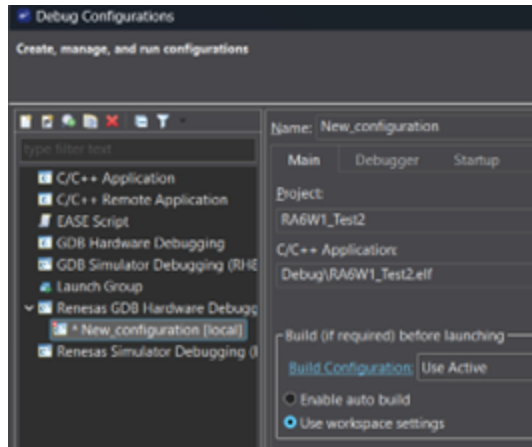 Debug Configurations
Create, manage, and run configurations
type filter text
C/C++ Application
C/C++ Remote Application
EASE Script
GDB Hardware Debugging
GDB Simulator Debugging (RH8
Launch Group
Renesas GDB Hardware Debugg
* New_configuration [local]
Renesas Simulator Debugging (
Name: New_configuration
Main Debugger Startup
Project:
RA6W1_Test2
C/C++ Application:
Debug\RA6W1_Test2.elf
Build (if required) before launching
Build Configuration: Use Active
Enable auto build
Use workspace settings